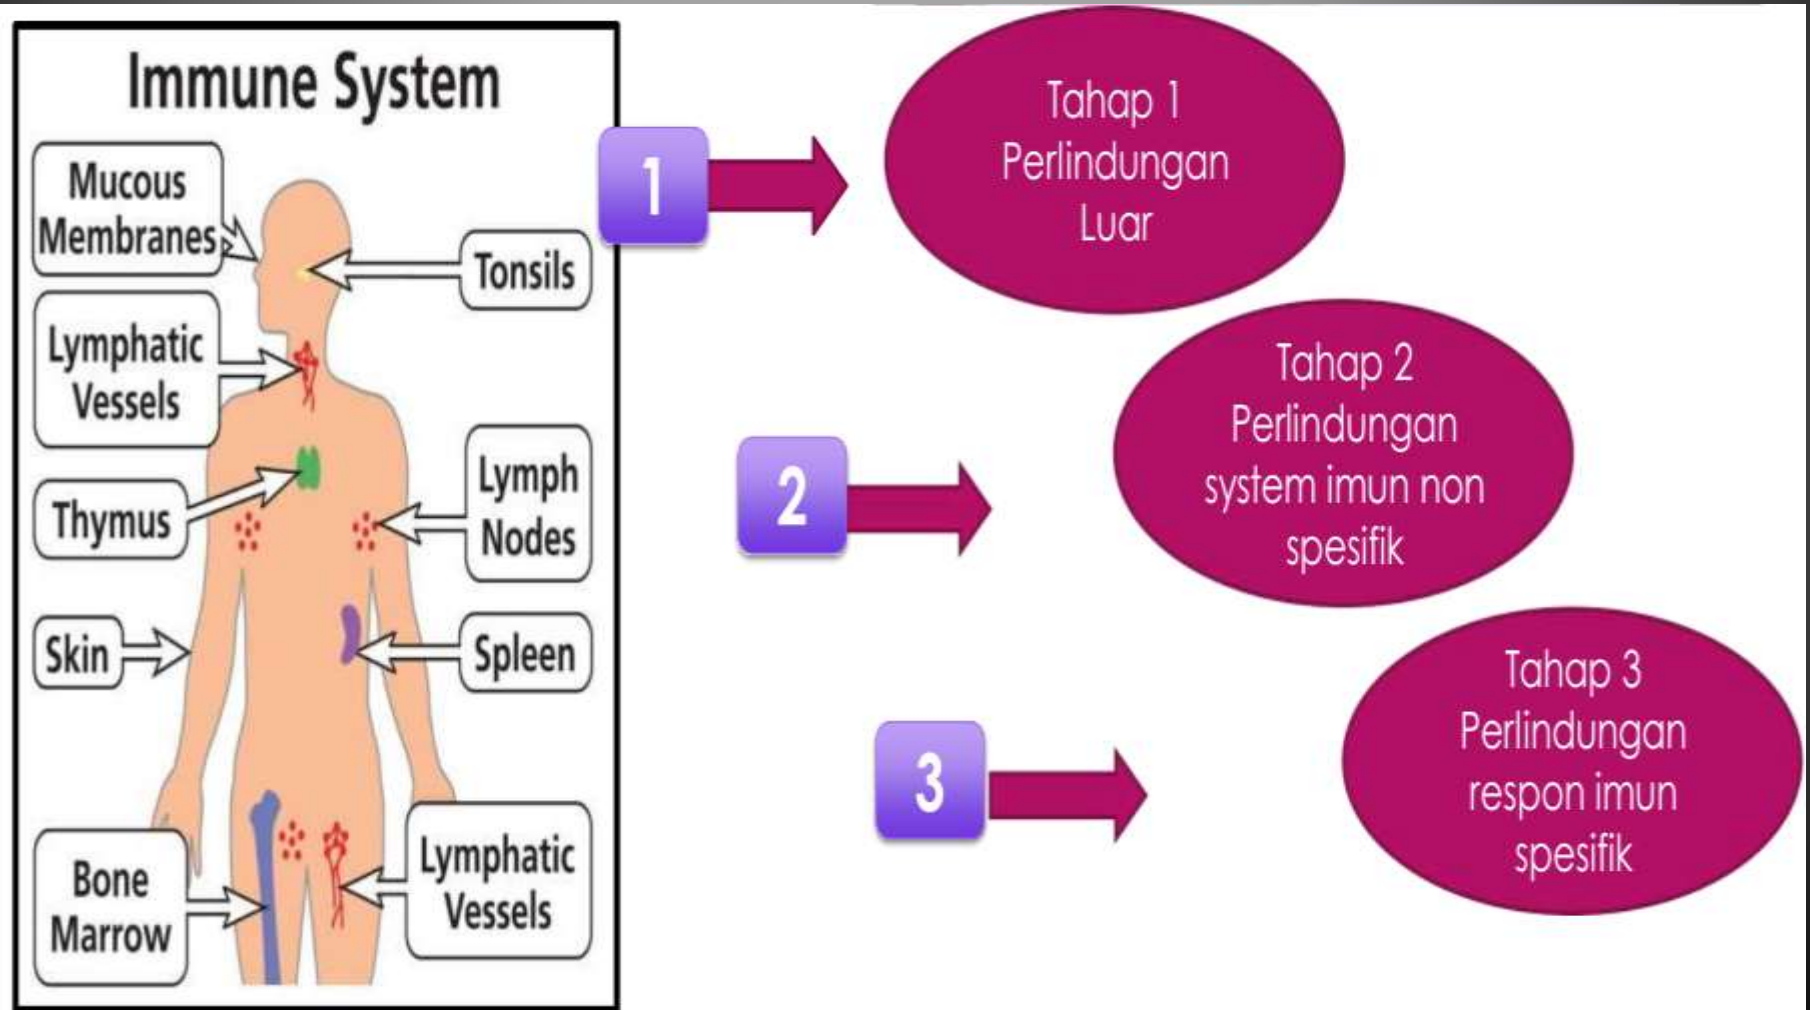 Immune System
Mucous
Membranes
Tonsils
Lymphatic
Vessels
Thymus
Lymph
Nodes
Skin
Spleen
Bone
Marrow
Lymphatic
Vessels
1
Tahap 1
Perlindungan
Luar
2
Tahap 2
Perlindungan
system imun non
spesifik
3
Tahap 3
Perlindungan
respon imun
spesifik